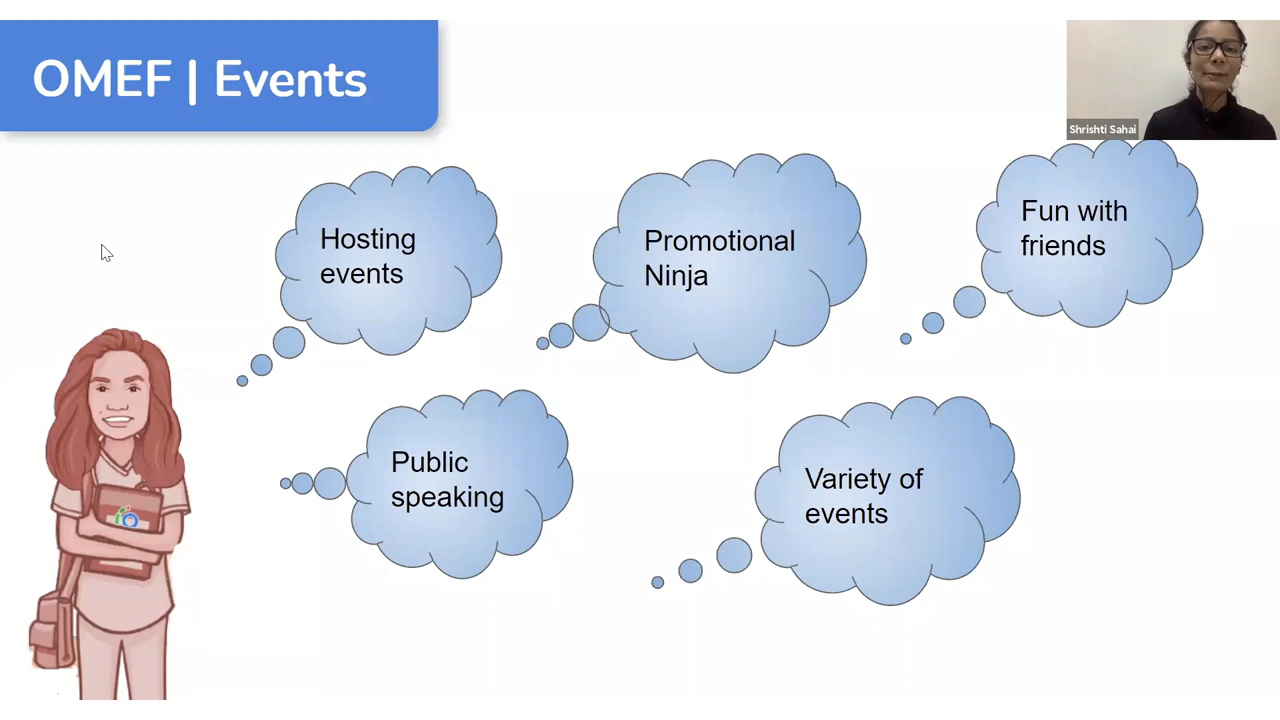 OMEF | Events
Shrishti Sahai
Hosting
events
Promotional
Ninja
Fun with
friends
Public
speaking
Variety of
events